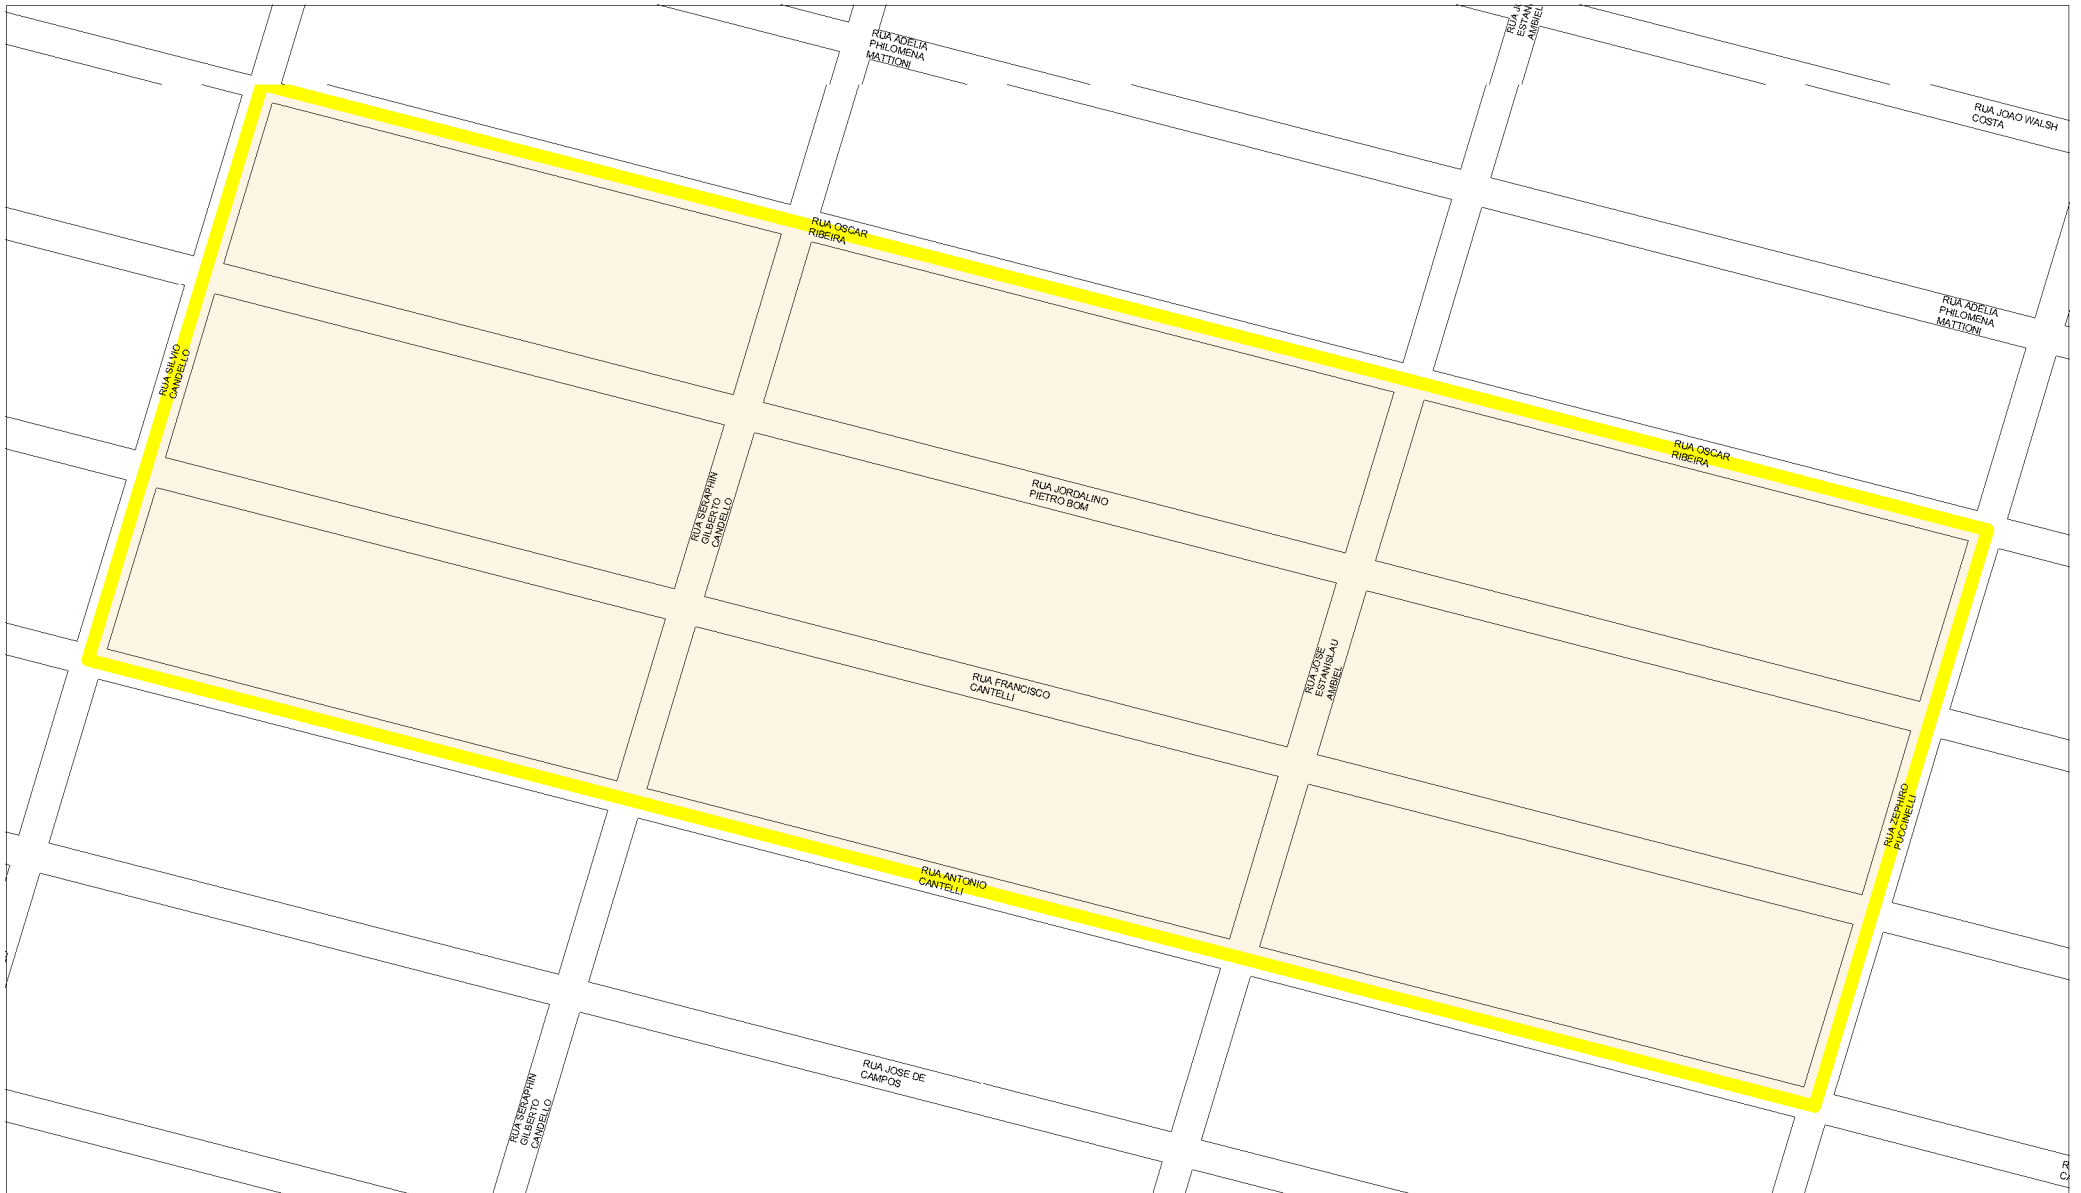 RUA ADELIA
PHILOMENA
MATTIONI
ESTANI
AMBIEL
RUA JOAO WALSH
COSTA
RUA OSCAR
RIBEIRA
RUA ADELIA
PHILOMENA
MATTIONI
RUA SILVIO
CANDELLO
RUA OSCAR
RIBEIRA
RUA SERAPHIN
GILBERTO
CANDELLO
RUA JORDALINO
PIETRO BOM
RUA JOSE
ESTANISLAU
AMBIEL
RUA FRANCISCO
CANTELLI
RUA ZEPHIRO
PUCCINELLI
RUA ANTONIO
CANTELLI
RUA JOSE DE
CAMPOS
RUA SERAPHIN
GILBERTO
CANDELLO